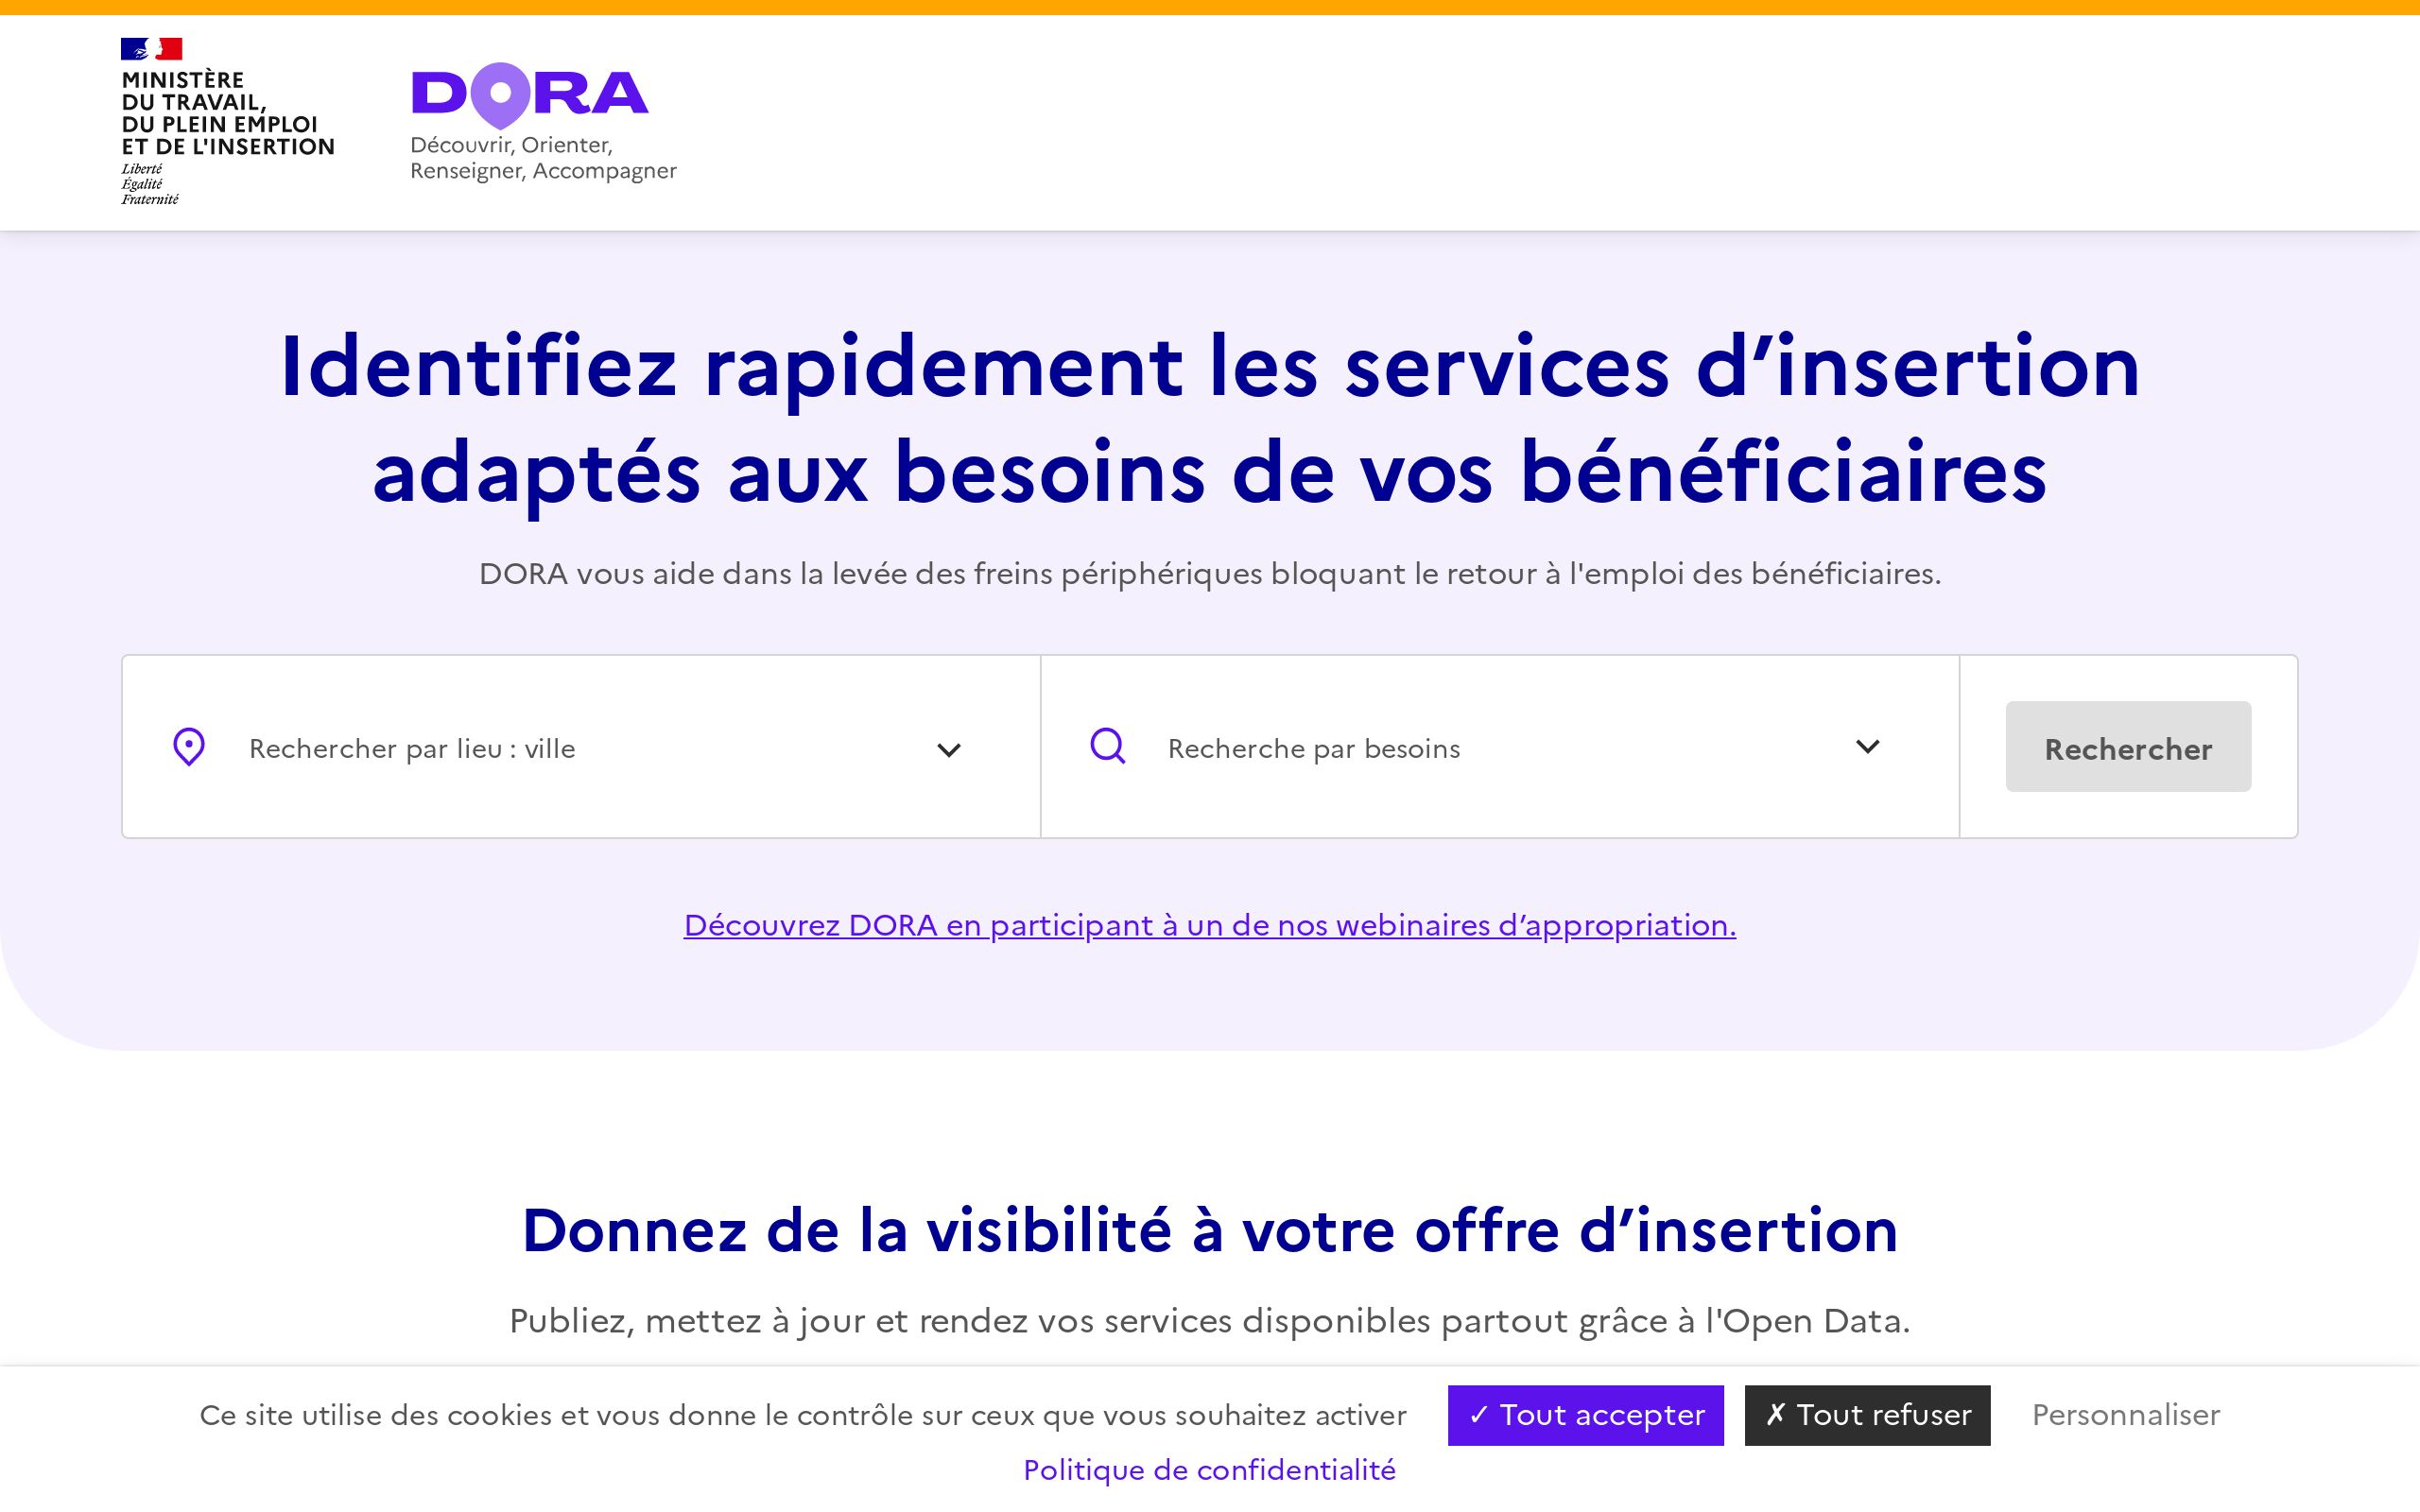 MINISTÈRE
DU TRAVAIL,
DU PLEIN EMPLOI
ET DE L'INSERTION
Liberté
Égalité
Fraternité
DORA
Découvrir, Orienter,
Renseigner, Accompagner
Identifiez rapidement les services d’insertion
adaptés aux besoins de vos bénéficiaires
DORA vous aide dans la levée des freins périphériques bloquant le retour à l'emploi des bénéficiaires.
Rechercher par lieu : ville
Recherche par besoins
Rechercher
Découvrez DORA en participant à un de nos webinaires d’appropriation.
Donnez de la visibilité à votre offre d’insertion
Publiez, mettez à jour et rendez vos services disponibles partout grâce à l'Open Data.
Ce site utilise des cookies et vous donne le contrôle sur ceux que vous souhaitez activer
✓ Tout accepter
✗ Tout refuser
Personnaliser
Politique de confidentialité